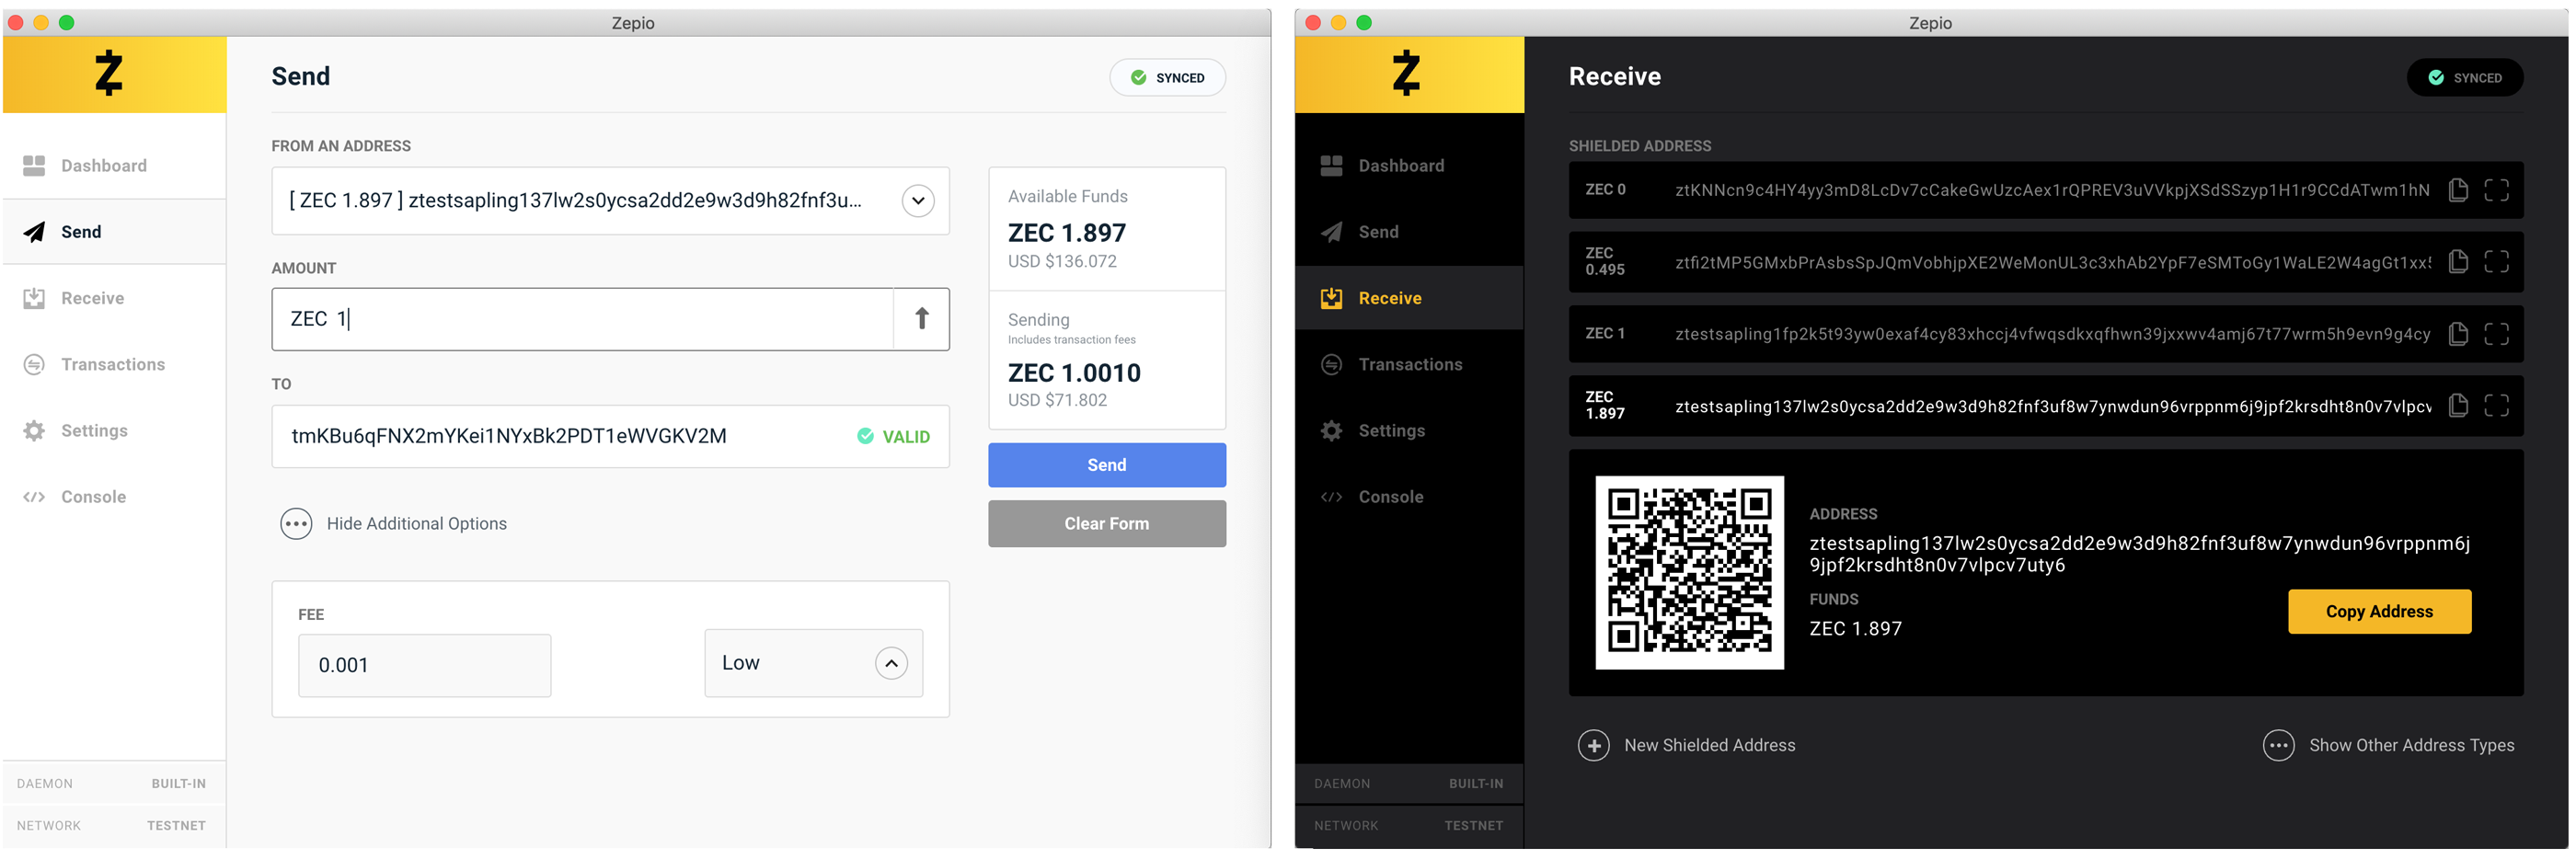 Zepio
Send
SYNCED
Dashboard
Send
Receive
Transactions
Settings
Console
DAEMON BUILT-IN
NETWORK TESTNET
FROM AN ADDRESS
[ ZEC 1.897 ] ztestsapling137lw2s0ycsa2dd2e9w3d9h82fnf3u...
AMOUNT
ZEC 1
TO
tmKBu6qFNX2mYKei1NYxBk2PDT1eWVGKV2M VALID
Hide Additional Options
FEE
0.001 Low
Available Funds
ZEC 1.897
USD $136.072
Sending
Includes transaction fees
ZEC 1.0010
USD $71.802
Send
Clear Form
Zepio
Receive
SYNCED
Dashboard
Send
Receive
Transactions
Settings
Console
DAEMON BUILT-IN
NETWORK TESTNET
SHIELDED ADDRESS
ZEC 0 ztKNNcn9c4HY4yy3mD8LcDv7cCakeGwUzcAex1rQPREV3uVVkpjXSdSSzyp1H1r9CCdATwm1hN
ZEC
0.495
ztfi2tMP5GMxbPrAsbsSpJQmVobhjpXE2WeMonUL3c3xhAb2YpF7eSMToGy1WaLE2W4agGt1xx
ZEC 1 ztestsapling1fp2k5t93yw0exaf4cy83xhccj4vfwqsdkxqfhwn39jxxwv4amj67t77wrm5h9evn9g4cy
ZEC
1.897
ztestsapling137lw2s0ycsa2dd2e9w3d9h82fnf3uf8w7ynwdun96vrppnm6j9jpf2krsdht8n0v7vlpcv
ADDRESS
ztestsapling137lw2s0ycsa2dd2e9w3d9h82fnf3uf8w7ynwdun96vrppnm6j
9jpf2krsdht8n0v7vlpcv7uty6
FUNDS
ZEC 1.897
Copy Address
New Shielded Address
Show Other Address Types